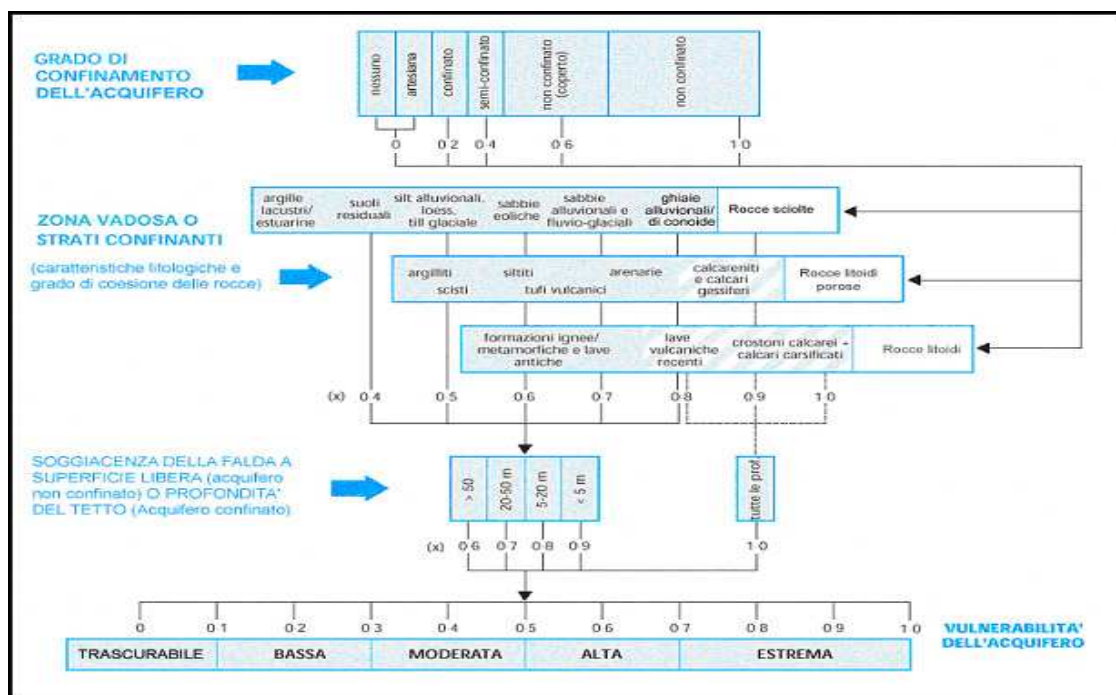 GRADO DI
CONFINAMENTO
DELL'ACQUIFERO
nessuno
artesiana
confinato
semi-confinato
non confinato
(coperto)
non confinato
0 0·2 0·4 0·6 1·0
ZONA VADOSA O
STRATI CONFINANTI
(caratteristiche litologiche e
grado di coesione delle rocce)
argille
lacustri/
estuarine
suoli
residuali
silt alluvionali,
loess,
till glaciale
sabbie
eoliche
sabbie
alluvionali e
fluvio-glaciali
ghiaie
alluvionali/
di conoide
Rocce sciolte
argilliti
scisti
siltiti
tufi vulcanici
arenarie
calcareniti
e calcari
gessiferi
Rocce litoidi
porose
formazioni ignee/
metamorfiche e lave
antiche
lave
vulcaniche
recenti
crostoni calcarei +
calcari carsificati
Rocce litoidi
(x) 0·4 0·5 0·6 0·7 0·8 0·9 1·0
SOGGIACENZA DELLA FALDA A
SUPERFICIE LIBERA (acquifero
non confinato) O PROFONDITA'
DEL TETTO (Acquifero confinato)
> 50
20-50 m
5-20 m
< 5 m
tutte le prof.
(x) 0·6 0·7 0·8 0·9 1·0
0 0·1 0·2 0·3 0·4 0·5 0·6 0·7 0·8 0·9 1·0
VULNERABILITA'
DELL'ACQUIFERO
TRASCURABILE BASSA MODERATA ALTA ESTREMA